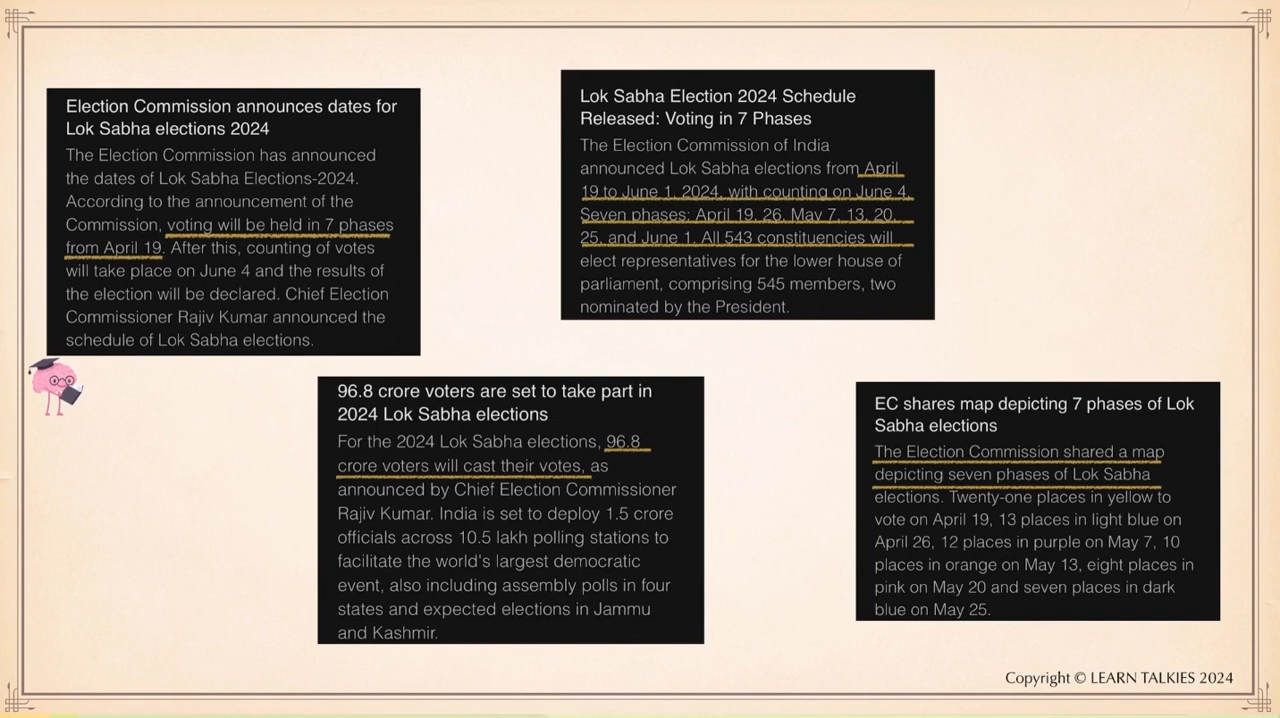 Election Commission announces dates for
Lok Sabha elections 2024
The Election Commission has announced
the dates of Lok Sabha Elections-2024.
According to the announcement of the
Commission, voting will be held in 7 phases
from April 19. After this, counting of votes
will take place on June 4 and the results of
the election will be declared. Chief Election
Commissioner Rajiv Kumar announced the
schedule of Lok Sabha elections.
Lok Sabha Election 2024 Schedule
Released: Voting in 7 Phases
The Election Commission of India
announced Lok Sabha elections from April
19 to June 1, 2024, with counting on June 4.
Seven phases: April 19, 26, May 7, 13, 20,
25, and June 1. All 543 constituencies will
elect representatives for the lower house of
parliament, comprising 545 members, two
nominated by the President.
96.8 crore voters are set to take part in
2024 Lok Sabha elections
For the 2024 Lok Sabha elections, 96.8
crore voters will cast their votes, as
announced by Chief Election Commissioner
Rajiv Kumar. India is set to deploy 1.5 crore
officials across 10.5 lakh polling stations to
facilitate the world's largest democratic
event, also including assembly polls in four
states and expected elections in Jammu
and Kashmir.
EC shares map depicting 7 phases of Lok
Sabha elections
The Election Commission shared a map
depicting seven phases of Lok Sabha
elections. Twenty-one places in yellow to
vote on April 19, 13 places in light blue on
April 26, 12 places in purple on May 7, 10
places in orange on May 13, eight places in
pink on May 20 and seven places in dark
blue on May 25.
Copyright © LEARN TALKIES 2024